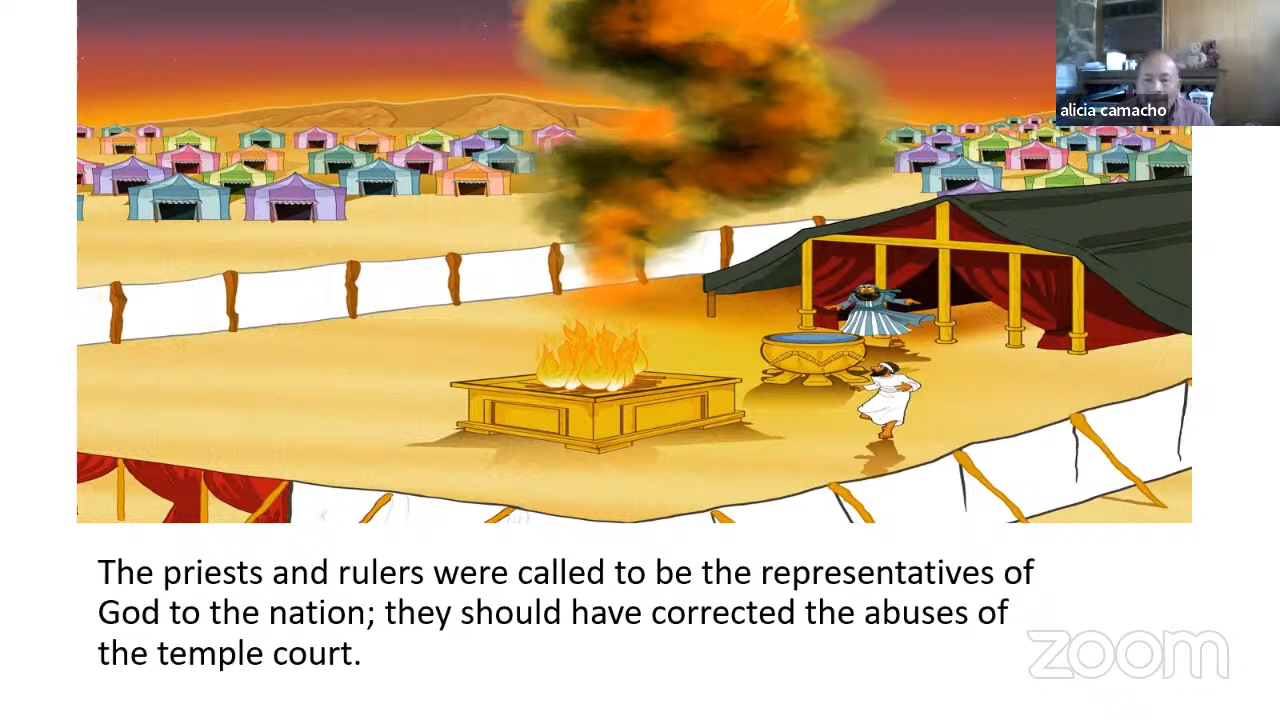 alicia camacho
The priests and rulers were called to be the representatives of
God to the nation; they should have corrected the abuses of
the temple court.
zoom